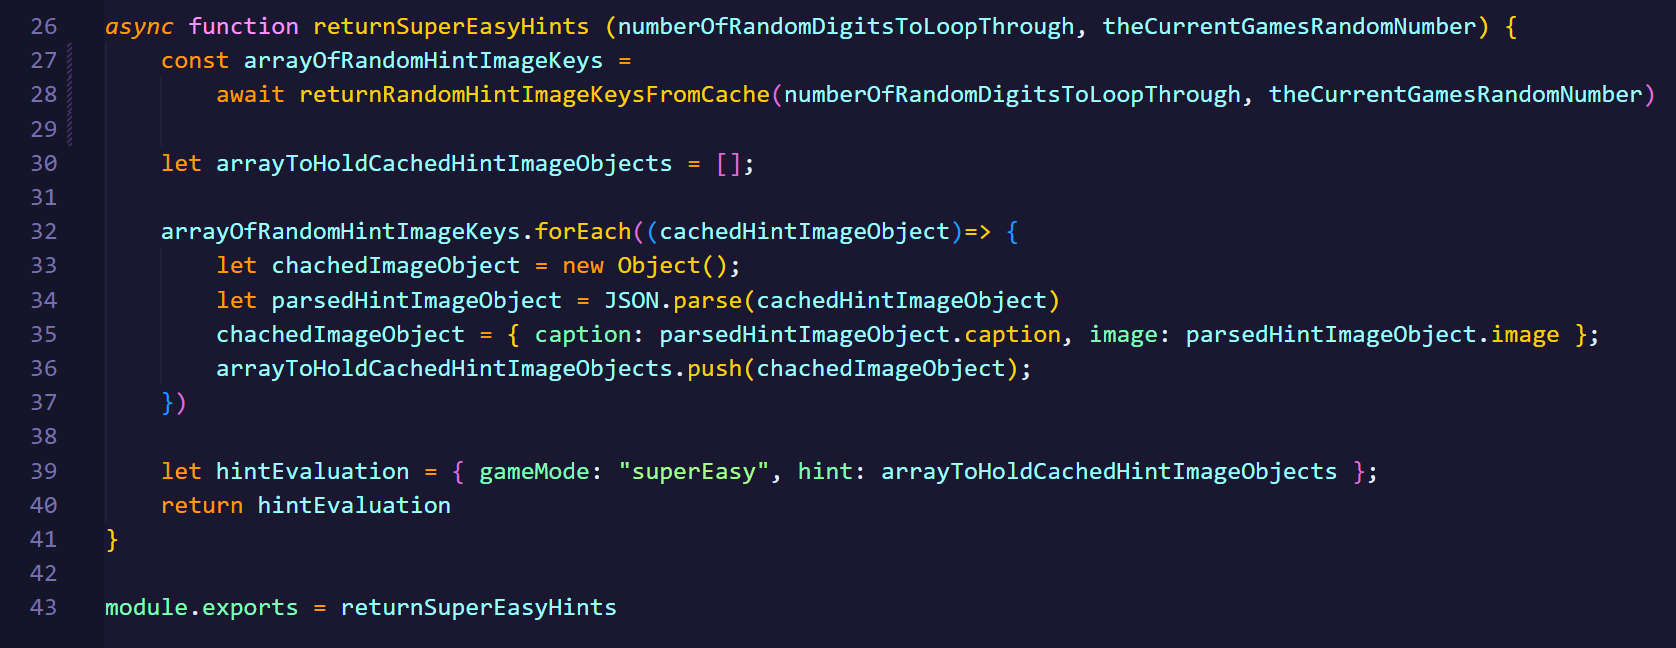 26 async function returnSuperEasyHints (numberOfRandomDigitsToLoopThrough, theCurrentGamesRandomNumber) {
27     const arrayOfRandomHintImageKeys =
28         await returnRandomHintImageKeysFromCache(numberOfRandomDigitsToLoopThrough, theCurrentGamesRandomNumber)
29
30     let arrayToHoldCachedHintImageObjects = [];
31
32     arrayOfRandomHintImageKeys.forEach((cachedHintImageObject)=> {
33         let chachedImageObject = new Object();
34         let parsedHintImageObject = JSON.parse(cachedHintImageObject)
35         chachedImageObject = { caption: parsedHintImageObject.caption, image: parsedHintImageObject.image };
36         arrayToHoldCachedHintImageObjects.push(chachedImageObject);
37     })
38
39     let hintEvaluation = { gameMode: "superEasy", hint: arrayToHoldCachedHintImageObjects };
40     return hintEvaluation
41 }
42
43 module.exports = returnSuperEasyHints